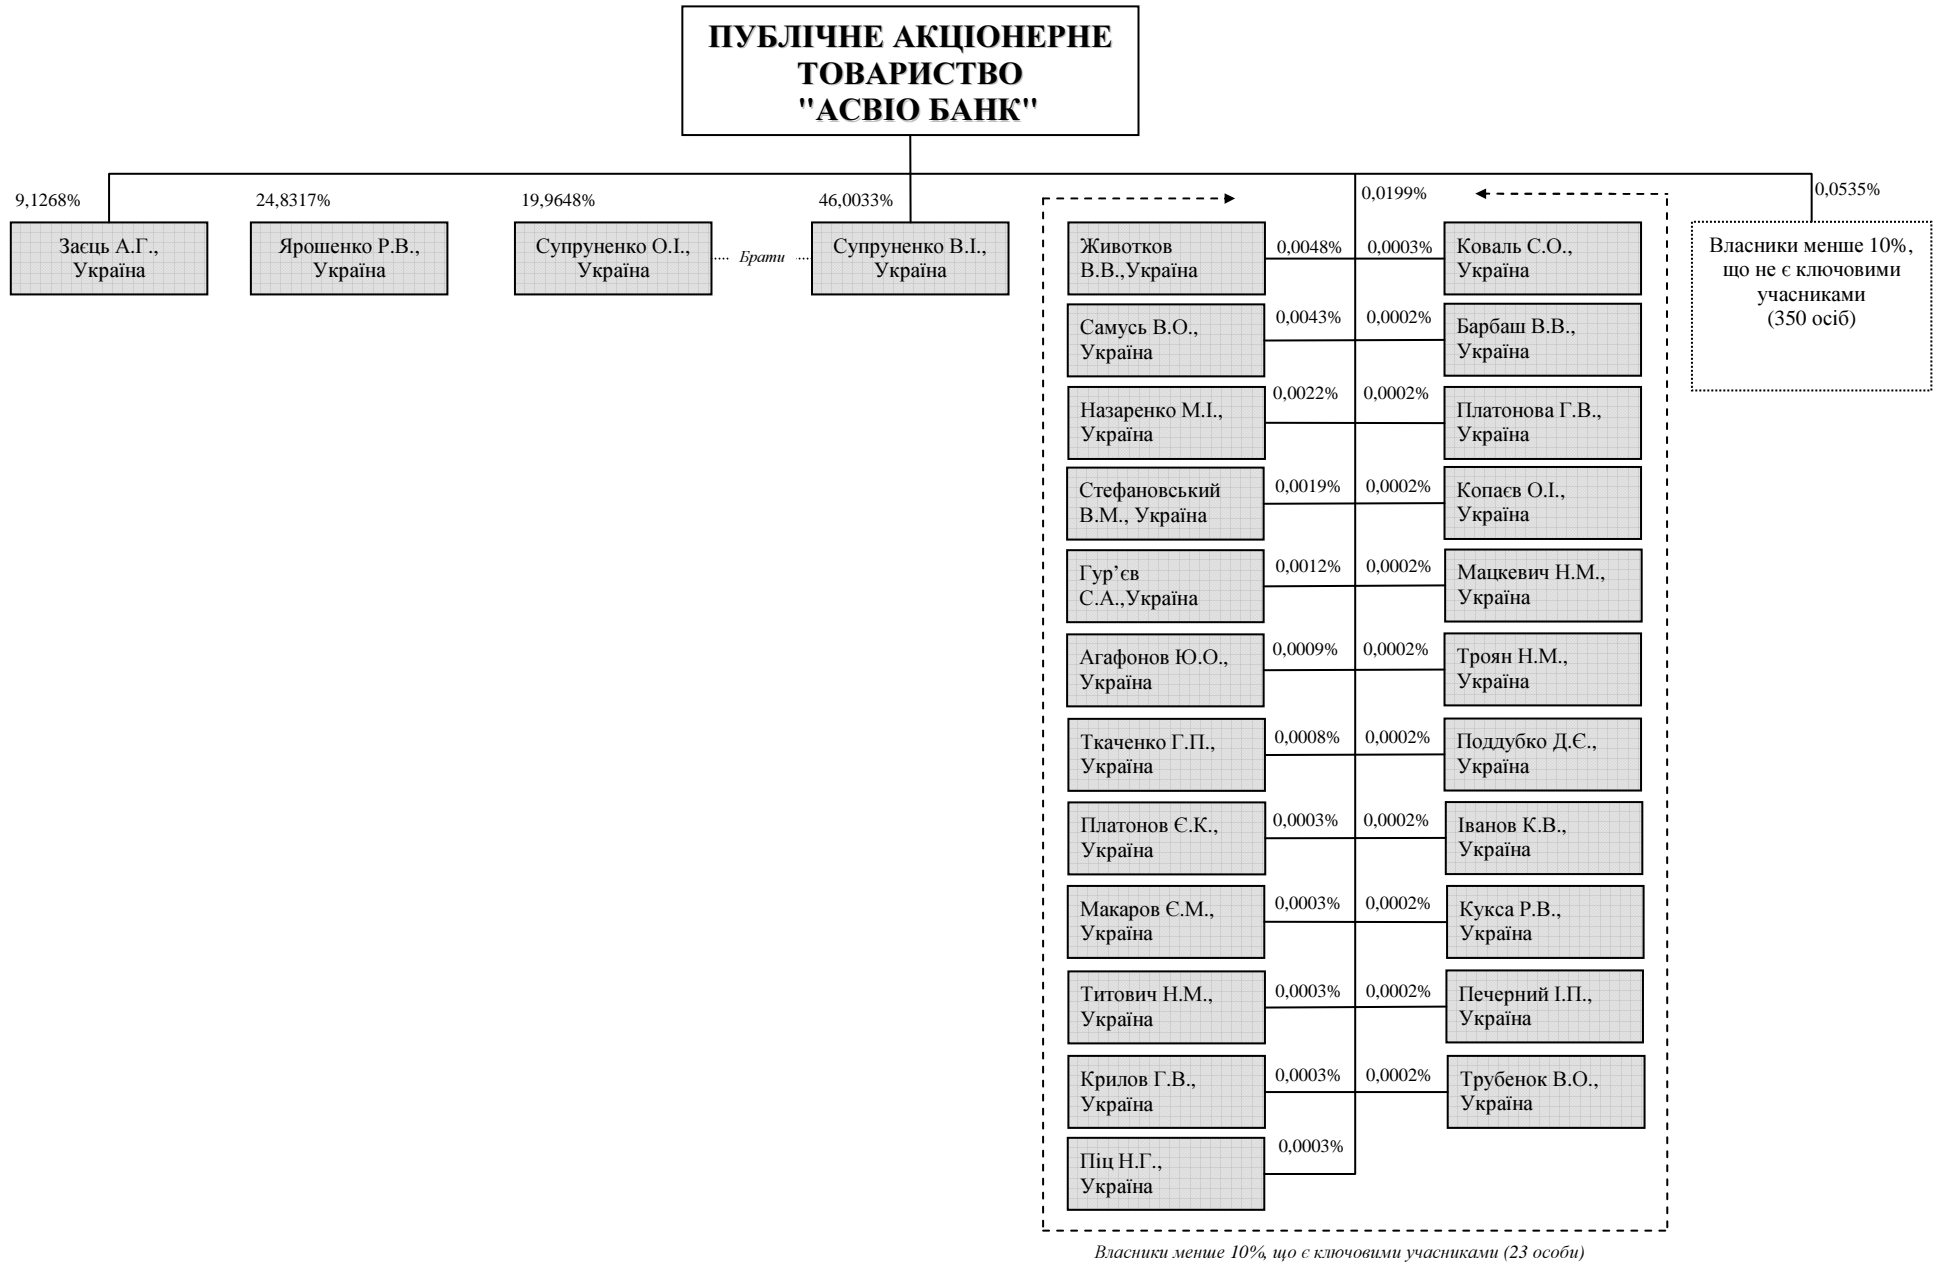 ПУБЛІЧНЕ АКЦІОНЕРНЕ
ТОВАРИСТВО
"АСВІО БАНК"
9,1268%
24,8317%
19,9648%
46,0033%
0,0199%
0,0535%
Заєць А.Г.,
Україна
Ярошенко Р.В.,
Україна
Супруненко О.І.,
Україна
Брати
Супруненко В.І.,
Україна
Животков
В.В.,Україна
0,0048%
0,0003%
Коваль С.О.,
Україна
Власники менше 10%,
що не є ключовими
учасниками
(350 осіб)
Самусь В.О.,
Україна
0,0043%
0,0002%
Барбаш В.В.,
Україна
Назаренко М.І.,
Україна
0,0022%
0,0002%
Платонова Г.В.,
Україна
Стефановський
В.М., Україна
0,0019%
0,0002%
Копаєв О.І.,
Україна
Гур’єв
С.А.,Україна
0,0012%
0,0002%
Мацкевич Н.М.,
Україна
Агафонов Ю.О.,
Україна
0,0009%
0,0002%
Троян Н.М.,
Україна
Ткаченко Г.П.,
Україна
0,0008%
0,0002%
Поддубко Д.Є.,
Україна
Платонов Є.К.,
Україна
0,0003%
0,0002%
Іванов К.В.,
Україна
Макаров Є.М.,
Україна
0,0003%
0,0002%
Кукса Р.В.,
Україна
Титович Н.М.,
Україна
0,0003%
0,0002%
Печерний І.П.,
Україна
Крилов Г.В.,
Україна
0,0003%
0,0002%
Трубенок В.О.,
Україна
Піц Н.Г.,
Україна
0,0003%
Власники менше 10%, що є ключовими учасниками (23 особи)